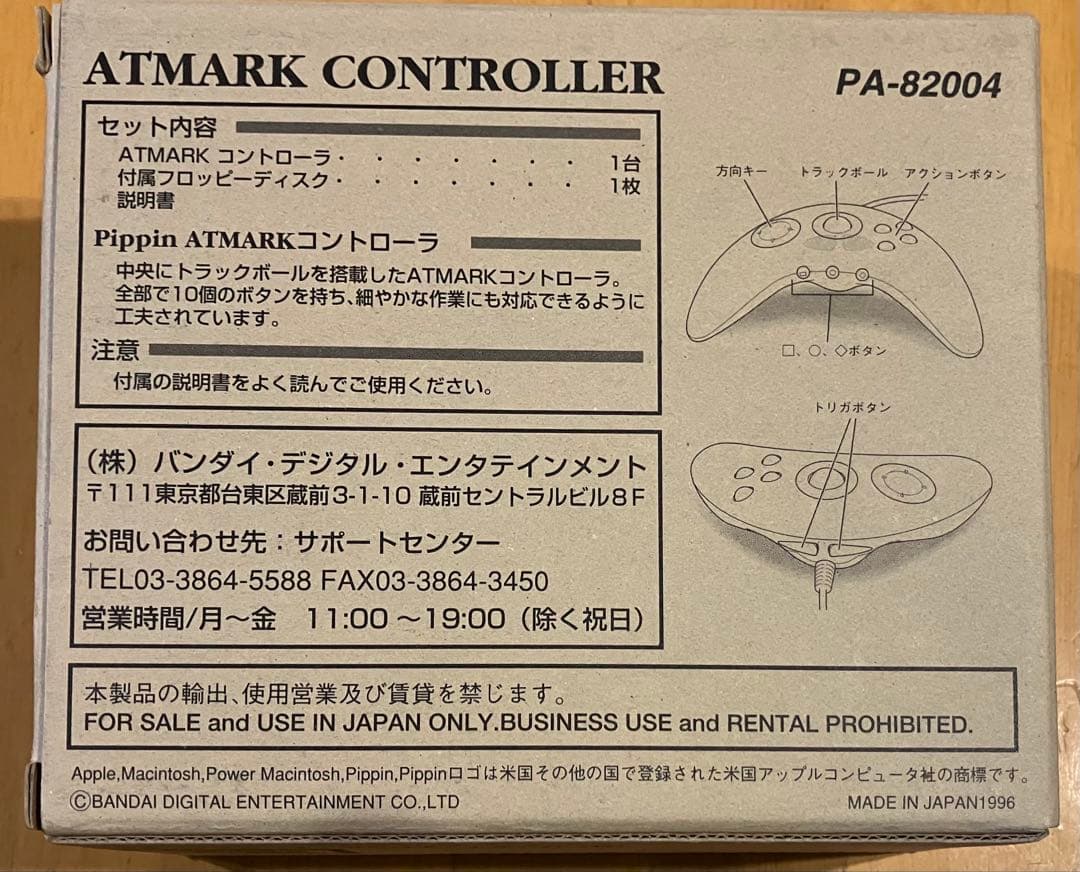 ATMARK CONTROLLER
PA-82004
セット内容
ATMARK コントローラ・・・・・・・・1台
付属フロッピーディスク・・・・・・・・1枚
説明書
Pippin ATMARKコントローラ
中央にトラックボールを搭載したATMARKコントローラ。
全部で10個のボタンを持ち、細やかな作業にも対応できるように
工夫されています。
注意
付属の説明書をよく読んでご使用ください。
方向キー トラックボール アクションボタン
□、○、◇ボタン
トリガボタン
（株）バンダイ・デジタル・エンタテインメント
〒111東京都台東区蔵前3-1-10 蔵前セントラルビル8F
お問い合わせ先：サポートセンター
TEL03-3864-5588 FAX03-3864-3450
営業時間/月～金 11:00～19:00（除く祝日）
本製品の輸出、使用営業及び賃貸を禁じます。
FOR SALE and USE IN JAPAN ONLY.BUSINESS USE and RENTAL PROHIBITED.
Apple,Macintosh,Power Macintosh,Pippin,Pippinロゴは米国その他の国で登録された米国アップルコンピュータ社の商標です。
©BANDAI DIGITAL ENTERTAINMENT CO.,LTD
MADE IN JAPAN1996